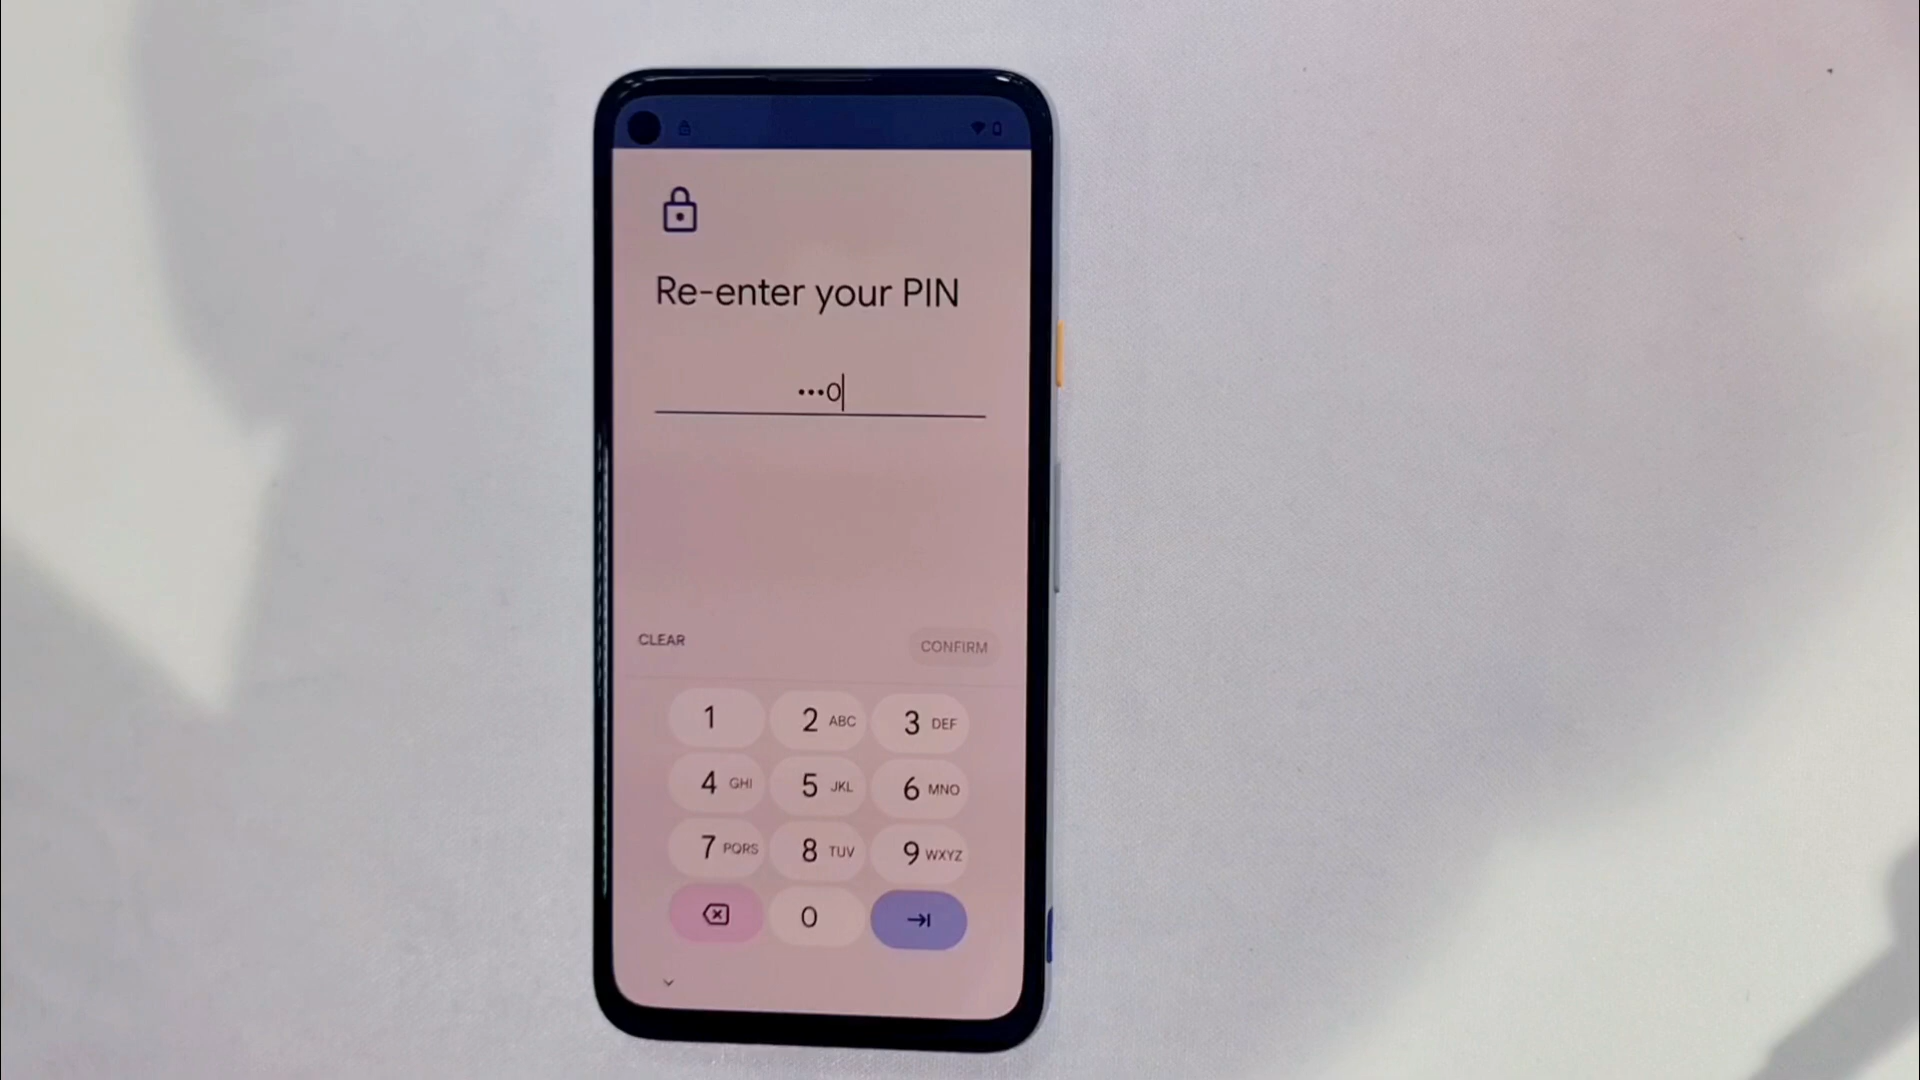 Re-enter your PIN
•••0
CLEAR CONFIRM
1 2 ABC 3 DEF
4 GHI 5 JKL 6 MNO
7 PQRS 8 TUV 9 WXYZ
0